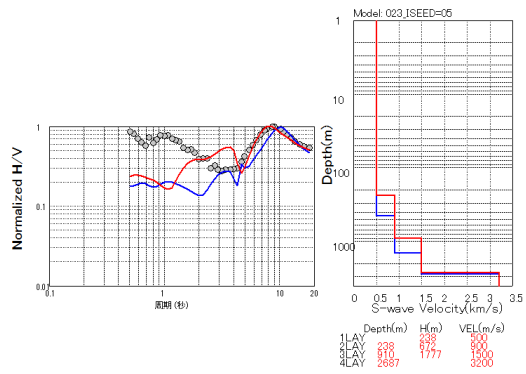 Model: 023_ISEED=05
Normalized H/V
1
0.1
0.01
0.1
1
10
20
周期(秒)
Depth(m)
1
10
100
1000
0
0.5
1
1.5
2
2.5
3
3.5
S-wave Velocity(km/s)
Depth(m) H(m) VEL(m/s)
1LAY 238 500
2LAY 238 672 900
3LAY 910 1777 1500
4LAY 2687 3200